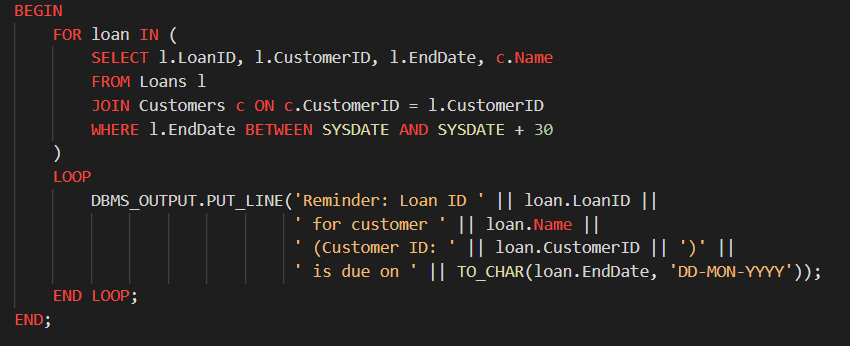 BEGIN
    FOR loan IN (
        SELECT l.LoanID, l.CustomerID, l.EndDate, c.Name
        FROM Loans l
        JOIN Customers c ON c.CustomerID = l.CustomerID
        WHERE l.EndDate BETWEEN SYSDATE AND SYSDATE + 30
    )
    LOOP
        DBMS_OUTPUT.PUT_LINE('Reminder: Loan ID ' || loan.LoanID ||
                             ' for customer ' || loan.Name ||
                             ' (Customer ID: ' || loan.CustomerID || ')' ||
                             ' is due on ' || TO_CHAR(loan.EndDate, 'DD-MON-YYYY'));
    END LOOP;
END;